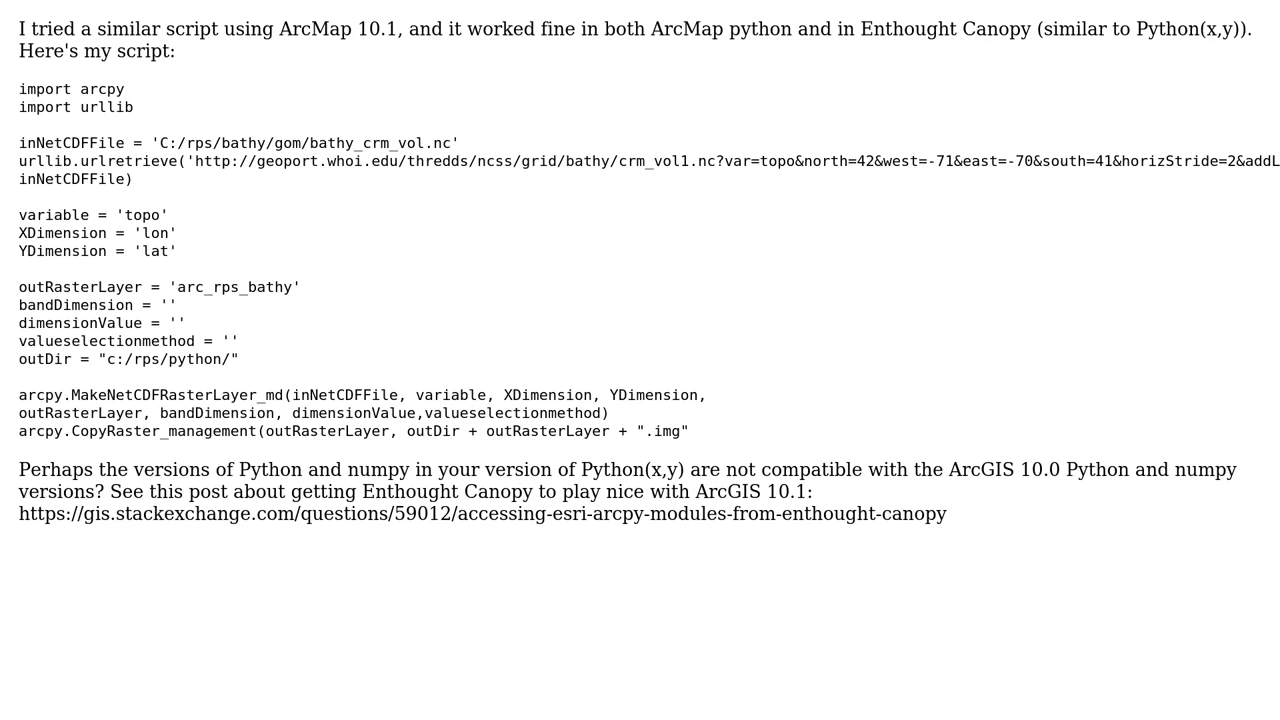 I tried a similar script using ArcMap 10.1, and it worked fine in both ArcMap python and in Enthought Canopy (similar to Python(x,y)).
Here's my script:
import arcpy
import urllib
inNetCDFFile = 'C:/rps/bathy/gom/bathy_crm_vol.nc'
urllib.urlretrieve('http://geoport.whoi.edu/thredds/ncss/grid/bathy/crm_vol1.nc?var=topo&north=42&west=-71&east=-70&south=41&horizStride=2&addL
inNetCDFFile)
variable = 'topo'
XDimension = 'lon'
YDimension = 'lat'
outRasterLayer = 'arc_rps_bathy'
bandDimension = ''
dimensionValue = ''
valueselectionmethod = ''
outDir = "c:/rps/python/"
arcpy.MakeNetCDFRasterLayer_md(inNetCDFFile, variable, XDimension, YDimension,
outRasterLayer, bandDimension, dimensionValue,valueselectionmethod)
arcpy.CopyRaster_management(outRasterLayer, outDir + outRasterLayer + ".img"
Perhaps the versions of Python and numpy in your version of Python(x,y) are not compatible with the ArcGIS 10.0 Python and numpy
versions? See this post about getting Enthought Canopy to play nice with ArcGIS 10.1:
https://gis.stackexchange.com/questions/59012/accessing-esri-arcpy-modules-from-enthought-canopy